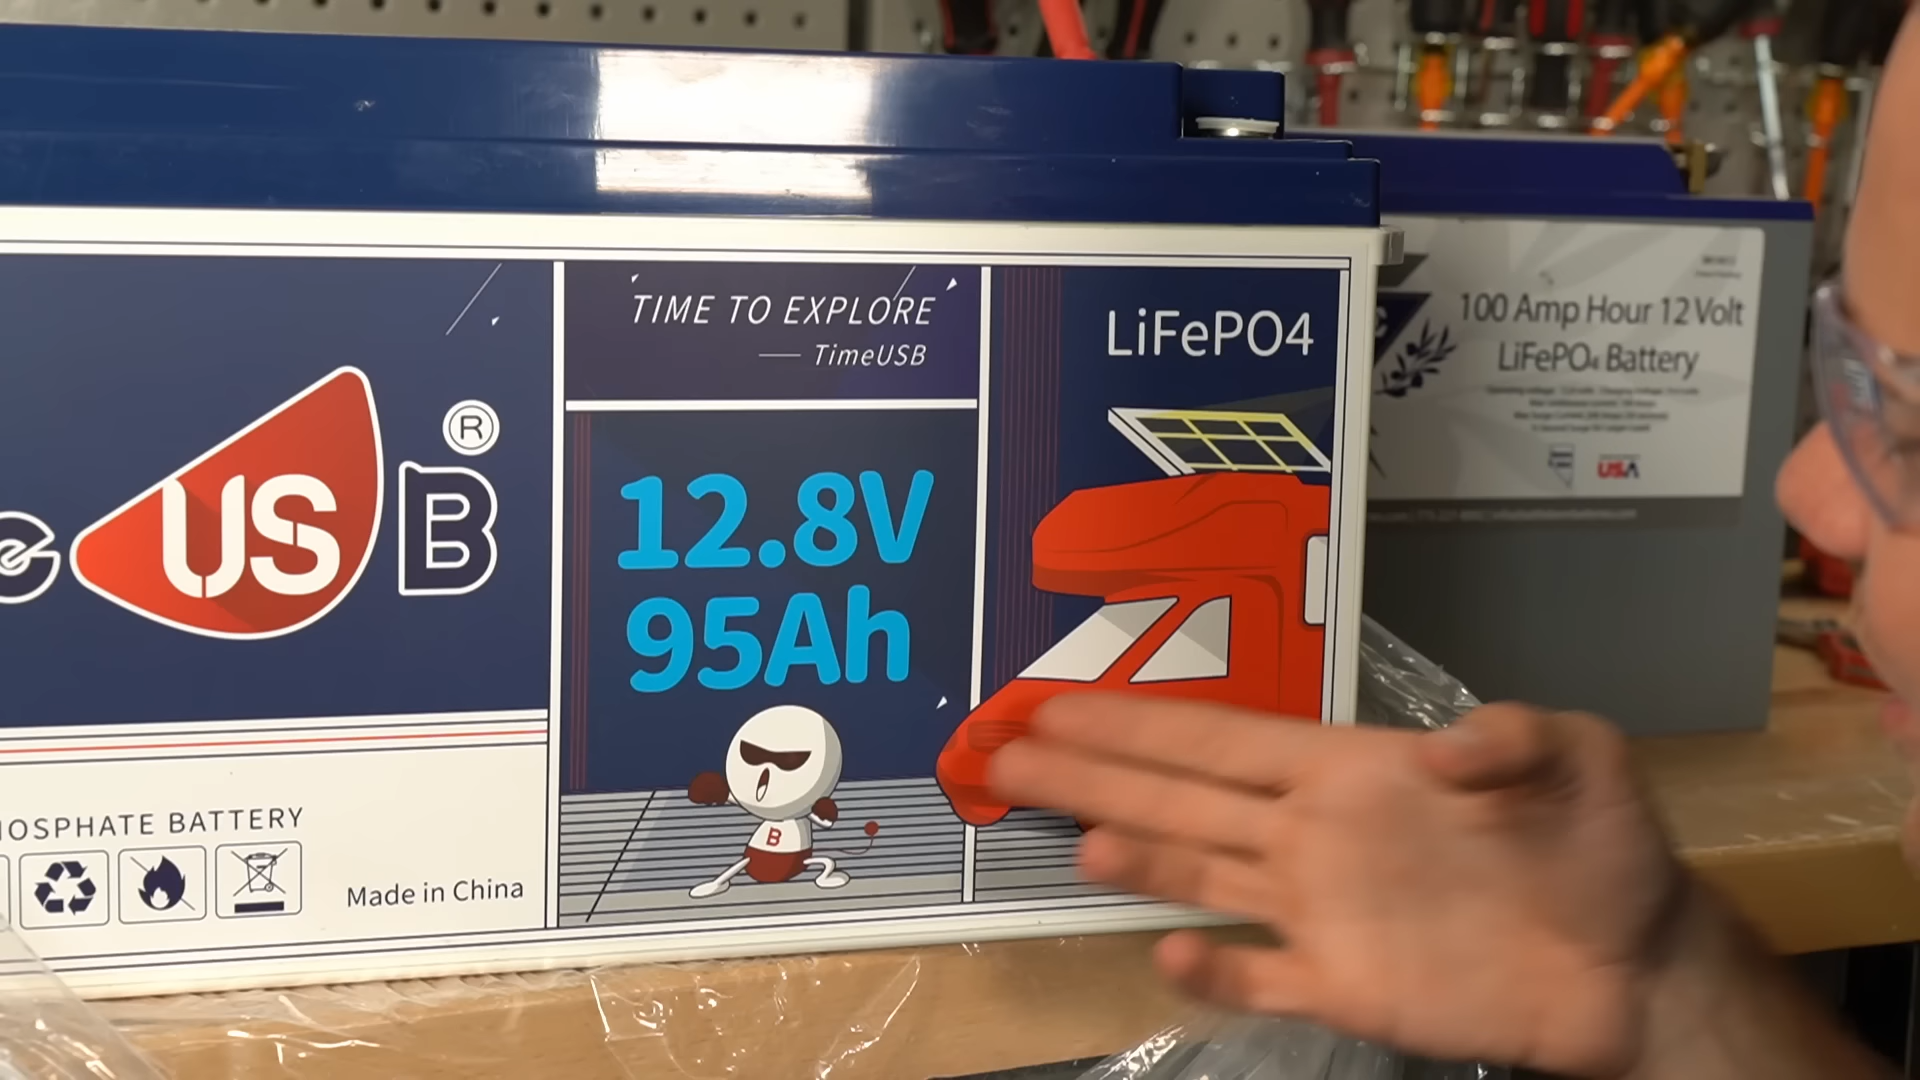 e US B ®
OSPHATE BATTERY
Made in China
TIME TO EXPLORE
— TimeUSB
12.8V
95Ah
B
LiFePO4
100 Amp Hour 12 Volt
LiFePO₄ Battery
USA